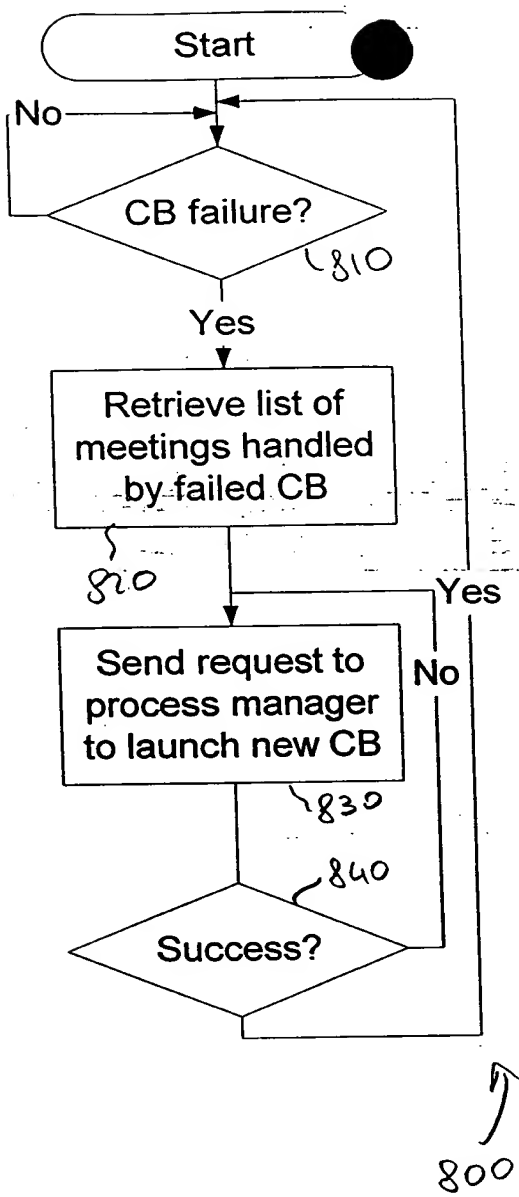 Start
No
CB failure?
810
Yes
Retrieve list of
meetings handled
by failed CB
820
Yes
No
Send request to
process manager
to launch new CB
830
840
Success?
800